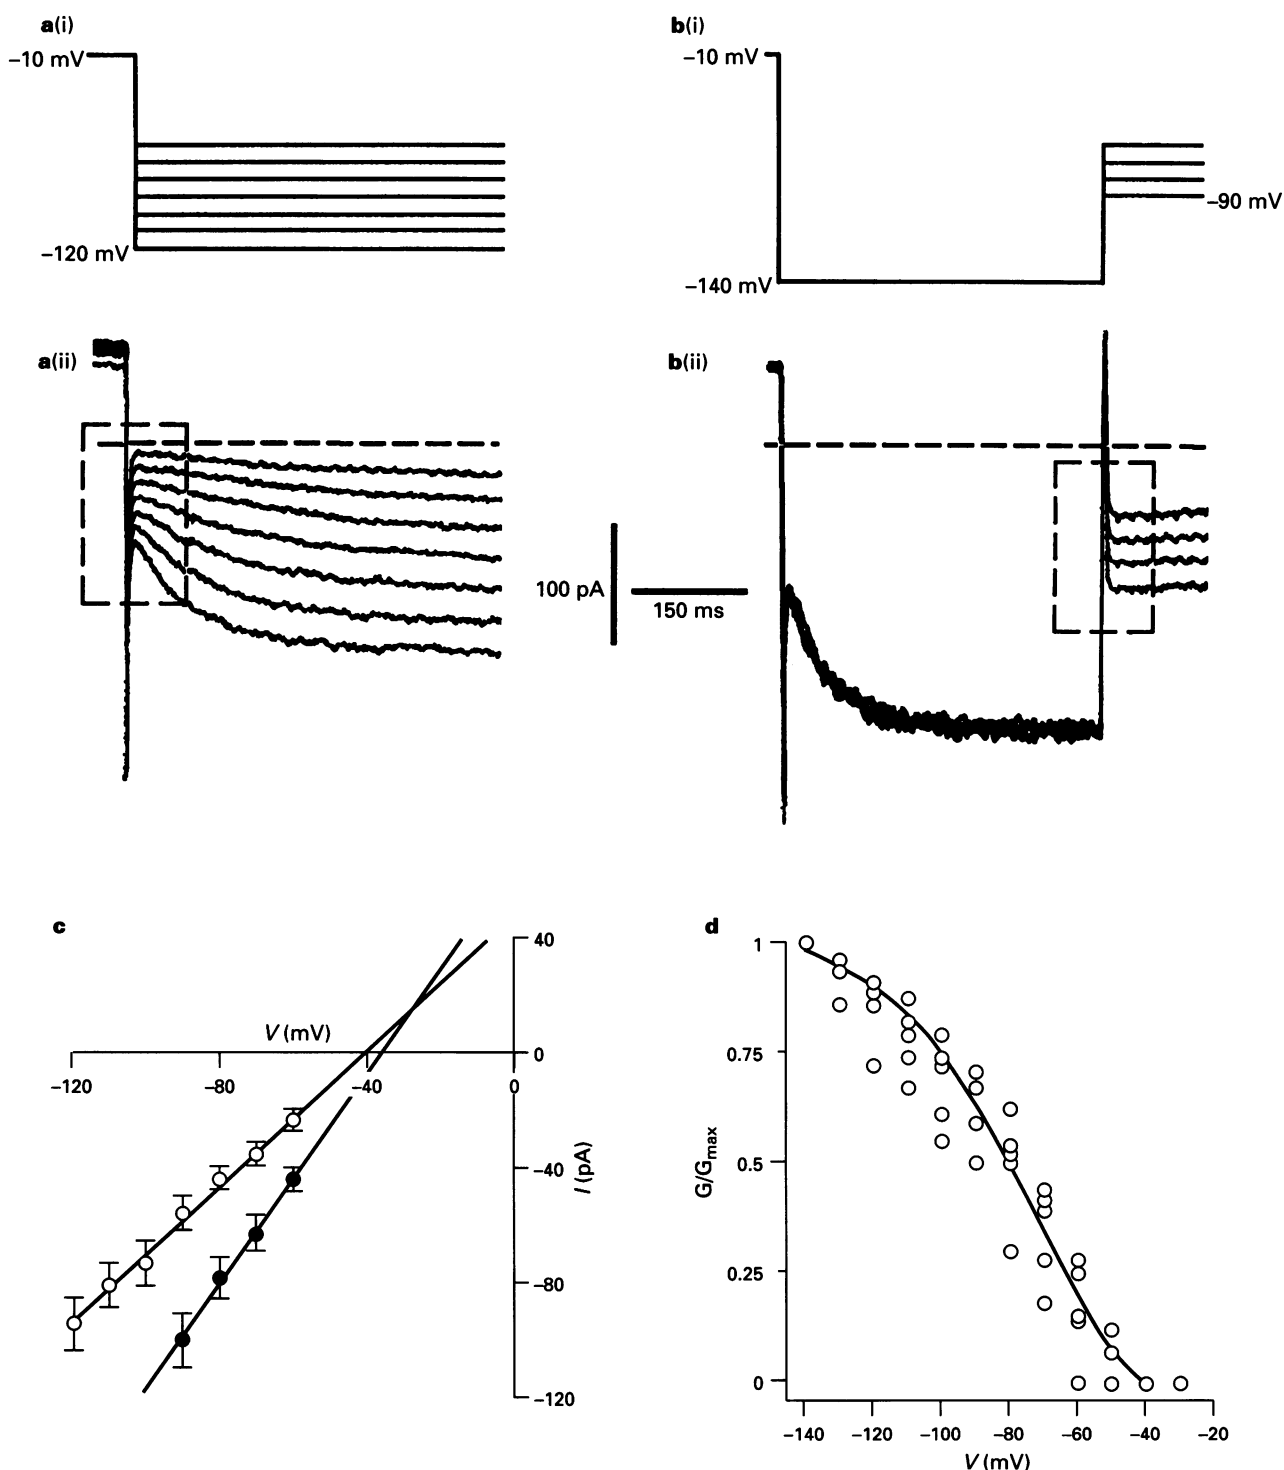 a(i)
–10 mV
–120 mV
b(i)
–10 mV
–90 mV
–140 mV
a(ii)
100 pA
150 ms
b(ii)
c
V (mV)
–120
–80
–40
0
40
0
–40
–80
–120
I (pA)
d
G/Gmax
1
0.75
0.5
0.25
0
–140
–120
–100
–80
–60
–40
–20
V (mV)